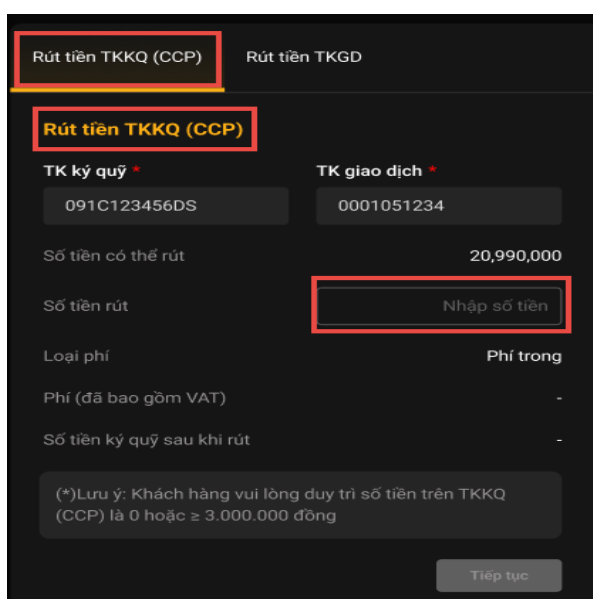 Rút tiền TKKQ (CCP) Rút tiền TKGD
Rút tiền TKKQ (CCP)
TK ký quỹ * TK giao dịch *
091C123456DS 0001051234
Số tiền có thể rút 20,990,000
Số tiền rút Nhập số tiền
Loại phí Phí trong
Phí (đã bao gồm VAT) -
Số tiền ký quỹ sau khi rút -
(*)Lưu ý: Khách hàng vui lòng duy trì số tiền trên TKKQ
(CCP) là 0 hoặc ≥ 3.000.000 đồng
Tiếp tục